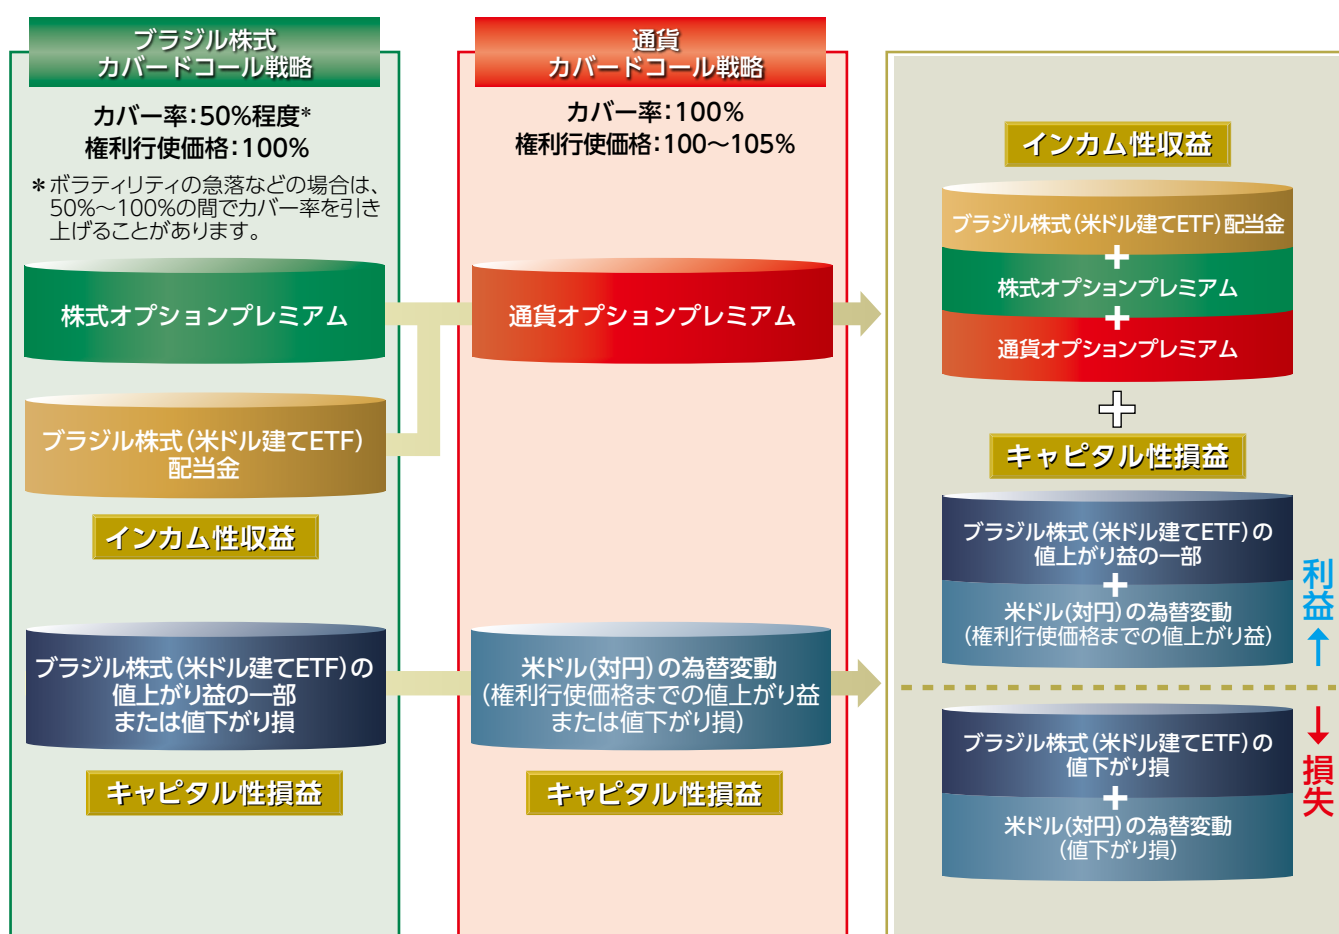 ブラジル株式
カバードコール戦略
カバー率：50%程度*
権利行使価格：100%
＊ボラティリティの急落などの場合は、
50%～100%の間でカバー率を引き
上げることがあります。
株式オプションプレミアム
ブラジル株式（米ドル建てETF）
配当金
インカム性収益
ブラジル株式（米ドル建てETF）の
値上がり益の一部
または値下がり損
キャピタル性損益
通貨
カバードコール戦略
カバー率：100%
権利行使価格：100～105%
通貨オプションプレミアム
米ドル(対円)の為替変動
（権利行使価格までの値上がり益
または値下がり損）
キャピタル性損益
インカム性収益
ブラジル株式（米ドル建てETF）配当金
+
株式オプションプレミアム
+
通貨オプションプレミアム
+
キャピタル性損益
ブラジル株式（米ドル建てETF）の
値上がり益の一部
+
米ドル(対円)の為替変動
（権利行使価格までの値上がり益）
利益↑
ブラジル株式（米ドル建てETF）の
値下がり損
+
米ドル(対円)の為替変動
（値下がり損）
↓損失